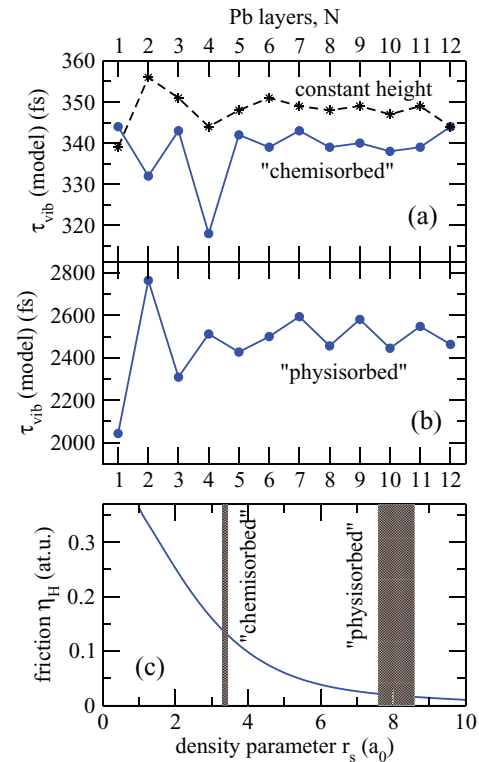 Pb layers, N
1 2 3 4 5 6 7 8 9 10 11 12
360
350
340
330
320
τvib (model) (fs)
constant height
"chemisorbed"
(a)
2800
2600
2400
2200
2000
τvib (model) (fs)
"physisorbed"
(b)
1 2 3 4 5 6 7 8 9 10 11 12
0.3
0.2
0.1
0
friction ηH (at.u.)
"chemisorbed"
"physisorbed"
(c)
0 2 4 6 8 10
density parameter rs (a0)